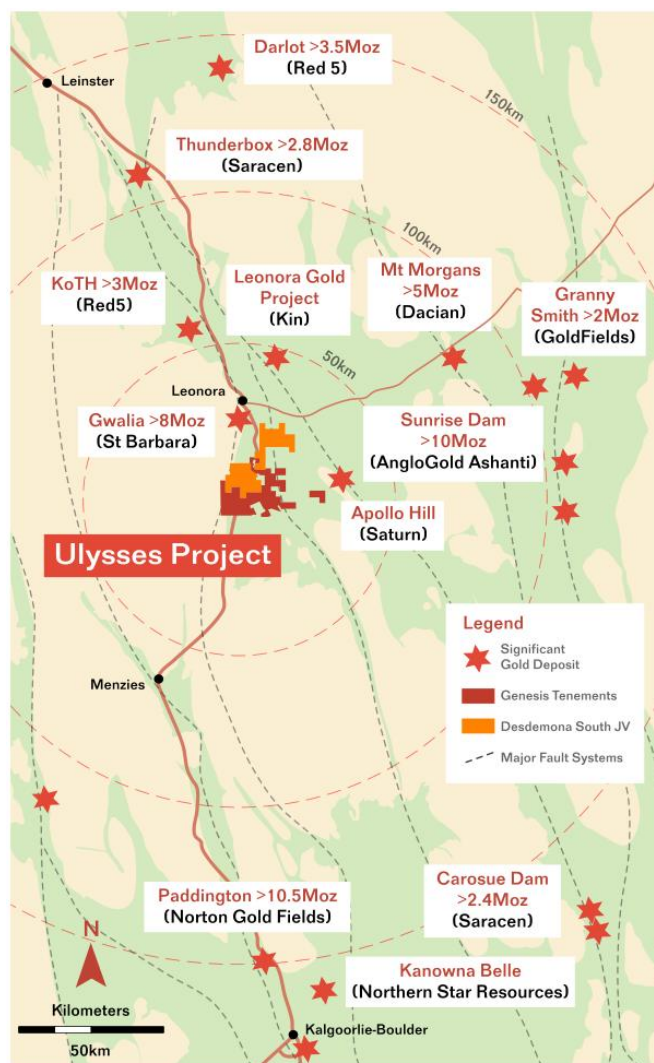 Darlot >3.5Moz
(Red 5)
Leinster
150km
Thunderbox >2.8Moz
(Saracen)
100km
KoTH >3Moz
(Red5)
Leonora Gold
Project
(Kin)
Mt Morgans
>5Moz
(Dacian)
Granny
Smith >2Moz
(GoldFields)
50km
Leonora
Gwalia >8Moz
(St Barbara)
Sunrise Dam
>10Moz
(AngloGold Ashanti)
Apollo Hill
(Saturn)
Ulysses Project
Legend
Significant
Gold Deposit
Genesis Tenements
Desdemona South JV
Major Fault Systems
Menzies
Paddington >10.5Moz
(Norton Gold Fields)
Carosue Dam
>2.4Moz
(Saracen)
N
Kanowna Belle
(Northern Star Resources)
Kilometers
50km
Kalgoorlie-Boulder